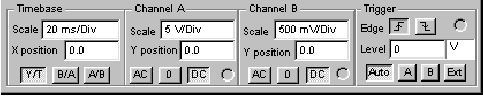 Timebase
Scale 20 ms/Div
X position 0.0
Y/T B/A A/B
Channel A
Scale 5 V/Div
Y position 0.0
AC 0 DC
Channel B
Scale 500 mV/Div
Y position 0.0
AC 0 DC
Trigger
Edge
Level 0 V
Auto A B Ext